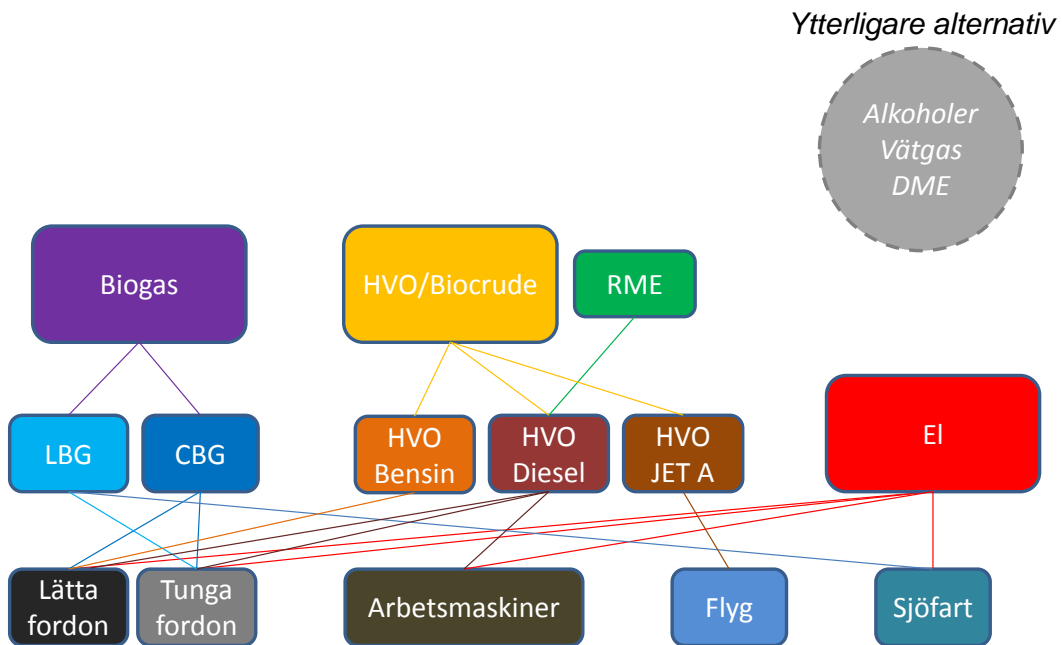 Ytterligare alternativ
Alkoholer
Vätgas
DME
Biogas
HVO/Biocrude
RME
LBG
CBG
HVO
Bensin
HVO
Diesel
HVO
JET A
El
Lätta
fordon
Tunga
fordon
Arbetsmaskiner
Flyg
Sjöfart